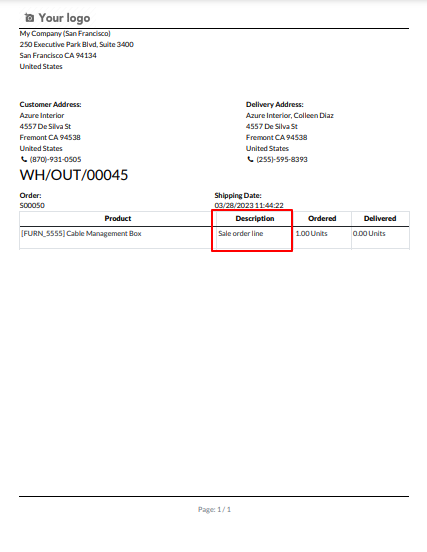 Your logo
My Company (San Francisco)
250 Executive Park Blvd, Suite 3400
San Francisco CA 94134
United States
Customer Address:
Azure Interior
4557 De Silva St
Fremont CA 94538
United States
(870)-931-0505
Delivery Address:
Azure Interior, Colleen Diaz
4557 De Silva St
Fremont CA 94538
United States
(255)-595-8393
WH/OUT/00045
Order:
S00050
Shipping Date:
03/28/2023 11:44:22
Product Description Ordered Delivered
[FURN_5555] Cable Management Box Sale order line 1.00 Units 0.00 Units
Page: 1 / 1